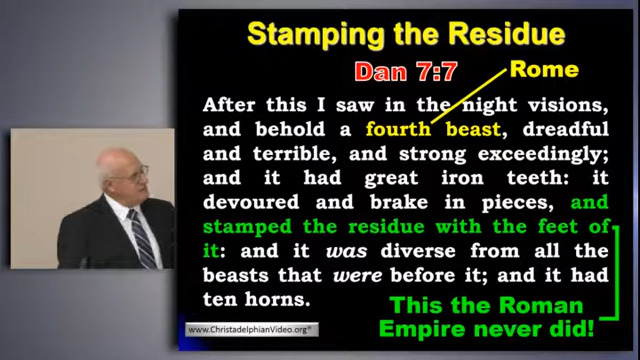 Stamping the Residue
Dan 7:7
Rome
After this I saw in the night visions,
and behold a fourth beast, dreadful
and terrible, and strong exceedingly;
and it had great iron teeth: it
devoured and brake in pieces, and
stamped the residue with the feet of
it: and it was diverse from all the
beasts that were before it; and it had
ten horns.
This the Roman
Empire never did!
www.ChristadelphianVideo.org®